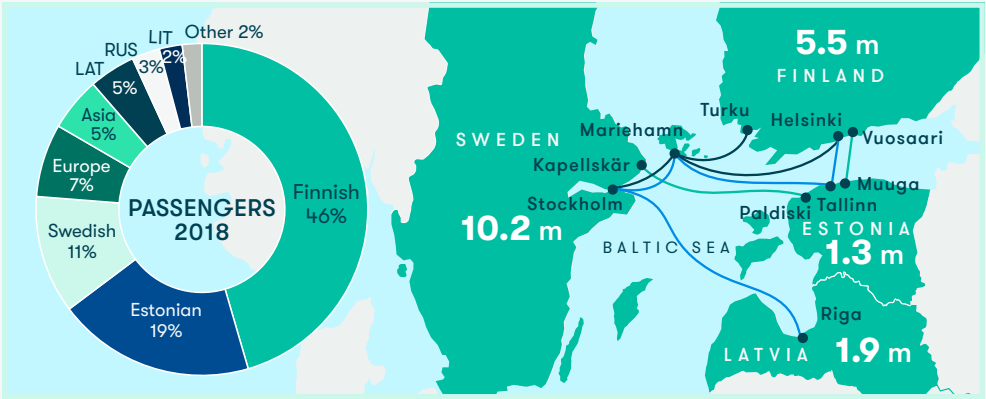 PASSENGERS
2018
Finnish
46%
Estonian
19%
Swedish
11%
Europe
7%
Asia
5%
LAT
5%
RUS
3%
LIT
2%
Other 2%
SWEDEN
10.2 m
5.5 m
FINLAND
Turku
Helsinki
Mariehamn
Vuosaari
Kapellskär
Stockholm
Muuga
Tallinn
Paldiski
ESTONIA
1.3 m
BALTIC SEA
Riga
LATVIA
1.9 m